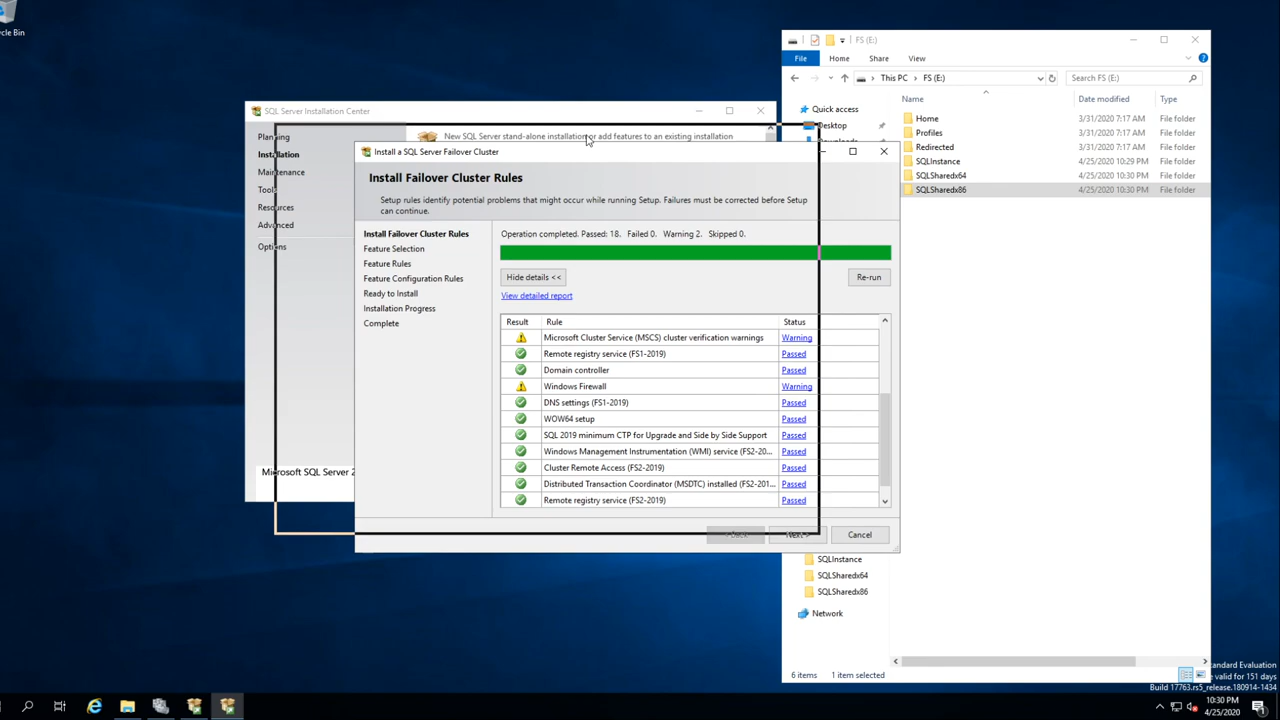 cle Bin
SQL Server Installation Center
Planning
Installation
Maintenance
Tools
Resources
Advanced
Options
Microsoft SQL Server 2
New SQL Server stand-alone installation or add features to an existing installation
Install a SQL Server Failover Cluster
Install Failover Cluster Rules
Setup rules identify potential problems that might occur while running Setup. Failures must be corrected before Setup
can continue.
Install Failover Cluster Rules
Feature Selection
Feature Rules
Feature Configuration Rules
Ready to Install
Installation Progress
Complete
Operation completed. Passed: 18.   Failed 0.   Warning 2.   Skipped 0.
Hide details <<
Re-run
View detailed report
Result Rule Status
Microsoft Cluster Service (MSCS) cluster verification warnings Warning
Remote registry service (FS1-2019) Passed
Domain controller Passed
Windows Firewall Warning
DNS settings (FS1-2019) Passed
WOW64 setup Passed
SQL 2019 minimum CTP for Upgrade and Side by Side Support Passed
Windows Management Instrumentation (WMI) service (FS2-20... Passed
Cluster Remote Access (FS2-2019) Passed
Distributed Transaction Coordinator (MSDTC) installed (FS2-201... Passed
Remote registry service (FS2-2019) Passed
< Back Next > Cancel
FS (E:)
File Home Share View
This PC > FS (E:)
Search FS (E:)
Quick access
Desktop
Name Date modified Type
Home 3/31/2020 7:17 AM File folder
Profiles 3/31/2020 7:17 AM File folder
Redirected 3/31/2020 7:17 AM File folder
SQLInstance 4/25/2020 10:29 PM File folder
SQLSharedx64 4/25/2020 10:30 PM File folder
SQLSharedx86 4/25/2020 10:30 PM File folder
SQLInstance
SQLSharedx64
SQLSharedx86
Network
6 items 1 item selected
tandard Evaluation
e valid for 151 days
Build 17763.rs5_release.180914-1434
10:30 PM
4/25/2020
1